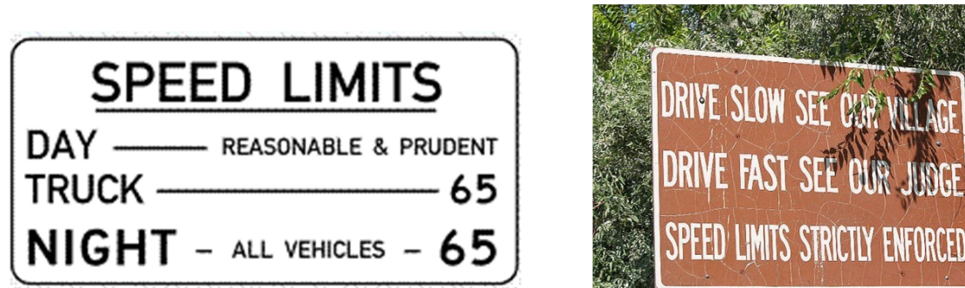 SPEED LIMITS
DAY — REASONABLE & PRUDENT
TRUCK — 65
NIGHT – ALL VEHICLES – 65
DRIVE SLOW SEE OUR VILLAGE
DRIVE FAST SEE OUR JUDGE
SPEED LIMITS STRICTLY ENFORCED